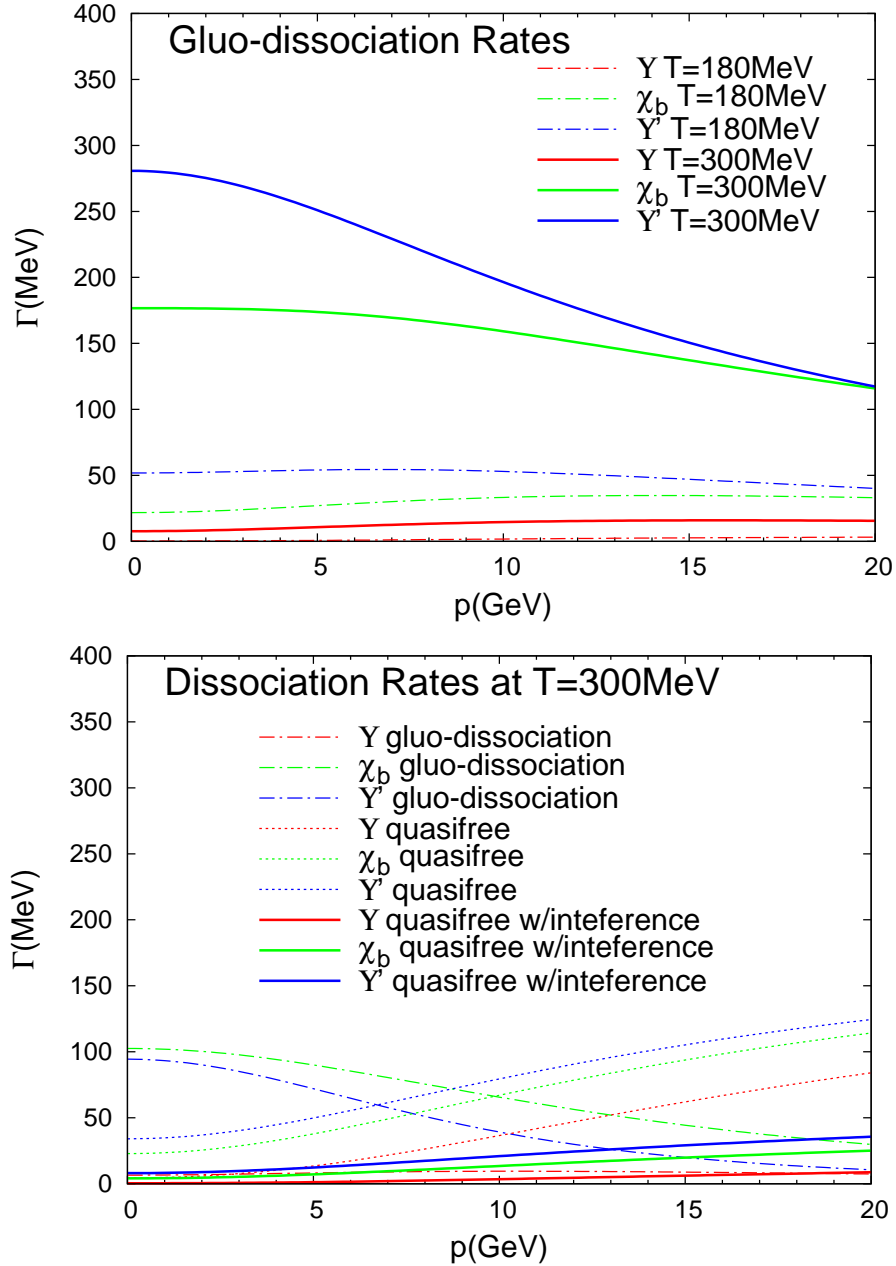 Gluo-dissociation Rates
ϒ T=180MeV
χb T=180MeV
ϒ' T=180MeV
ϒ T=300MeV
χb T=300MeV
ϒ' T=300MeV
400
350
300
250
200
150
100
50
0
Γ(MeV)
0 5 10 15 20
p(GeV)
Dissociation Rates at T=300MeV
ϒ gluo-dissociation
χb gluo-dissociation
ϒ' gluo-dissociation
ϒ quasifree
χb quasifree
ϒ' quasifree
ϒ quasifree w/inteference
χb quasifree w/inteference
ϒ' quasifree w/inteference
400
350
300
250
200
150
100
50
0
Γ(MeV)
0 5 10 15 20
p(GeV)